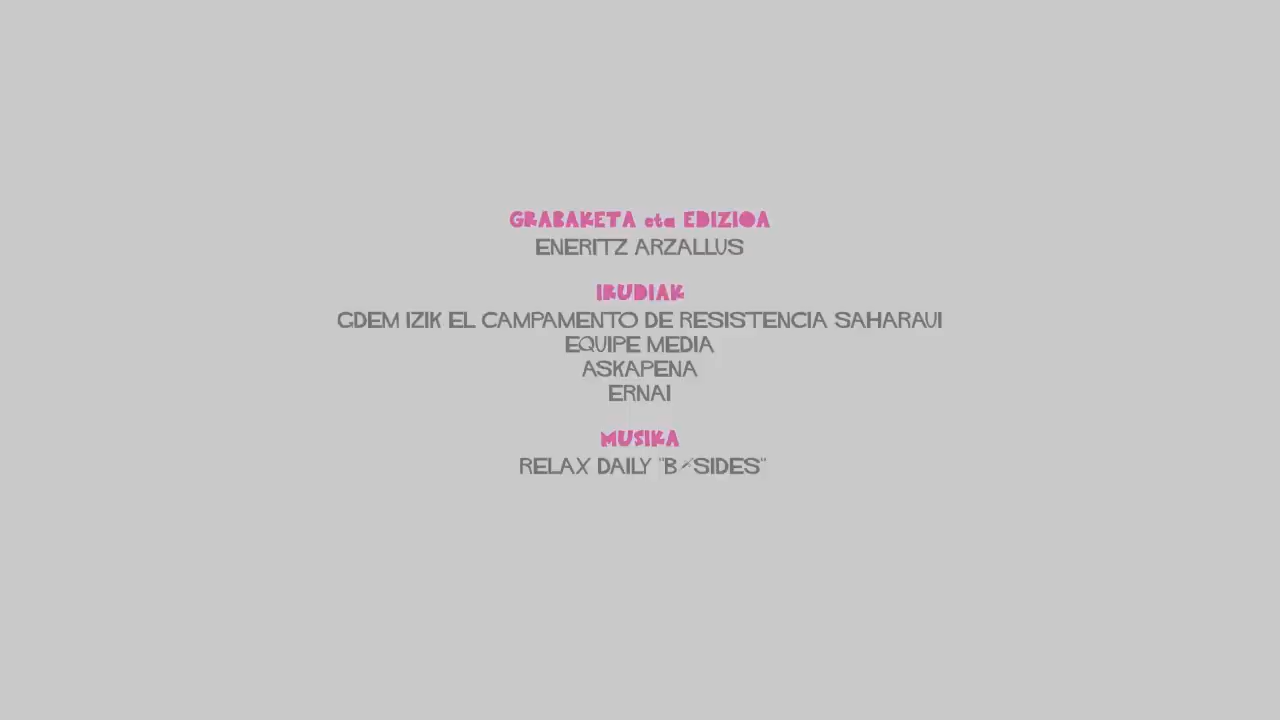 GRABAKETA eta EDIZIOA
ENERITZ ARZALLUS
IRUDIAK
GDEM IZIK EL CAMPAMENTO DE RESISTENCIA SAHARAUI
EQUIPE MEDIA
ASKAPENA
ERNAI
MUSIKA
RELAX DAILY "B-SIDES"